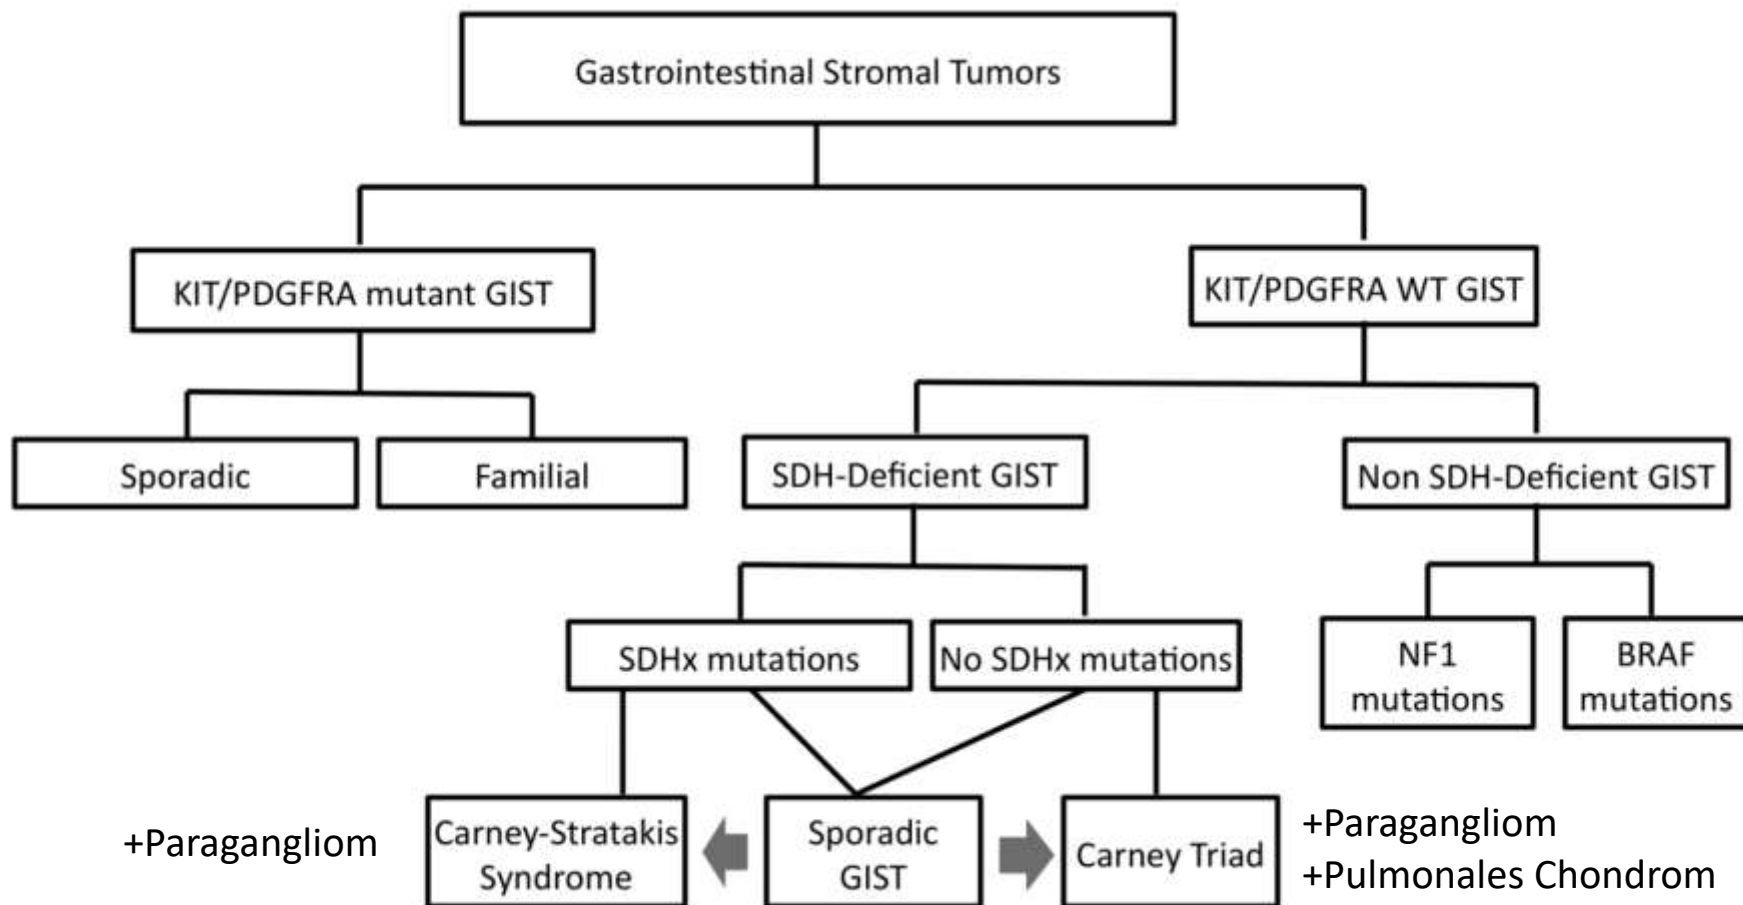 Gastrointestinal Stromal Tumors
KIT/PDGFRA mutant GIST
KIT/PDGFRA WT GIST
Sporadic
Familial
SDH-Deficient GIST
Non SDH-Deficient GIST
SDHx mutations
No SDHx mutations
NF1
mutations
BRAF
mutations
+Paragangliom
Carney-Stratakis
Syndrome
Sporadic
GIST
Carney Triad
+Paragangliom
+Pulmonales Chondrom